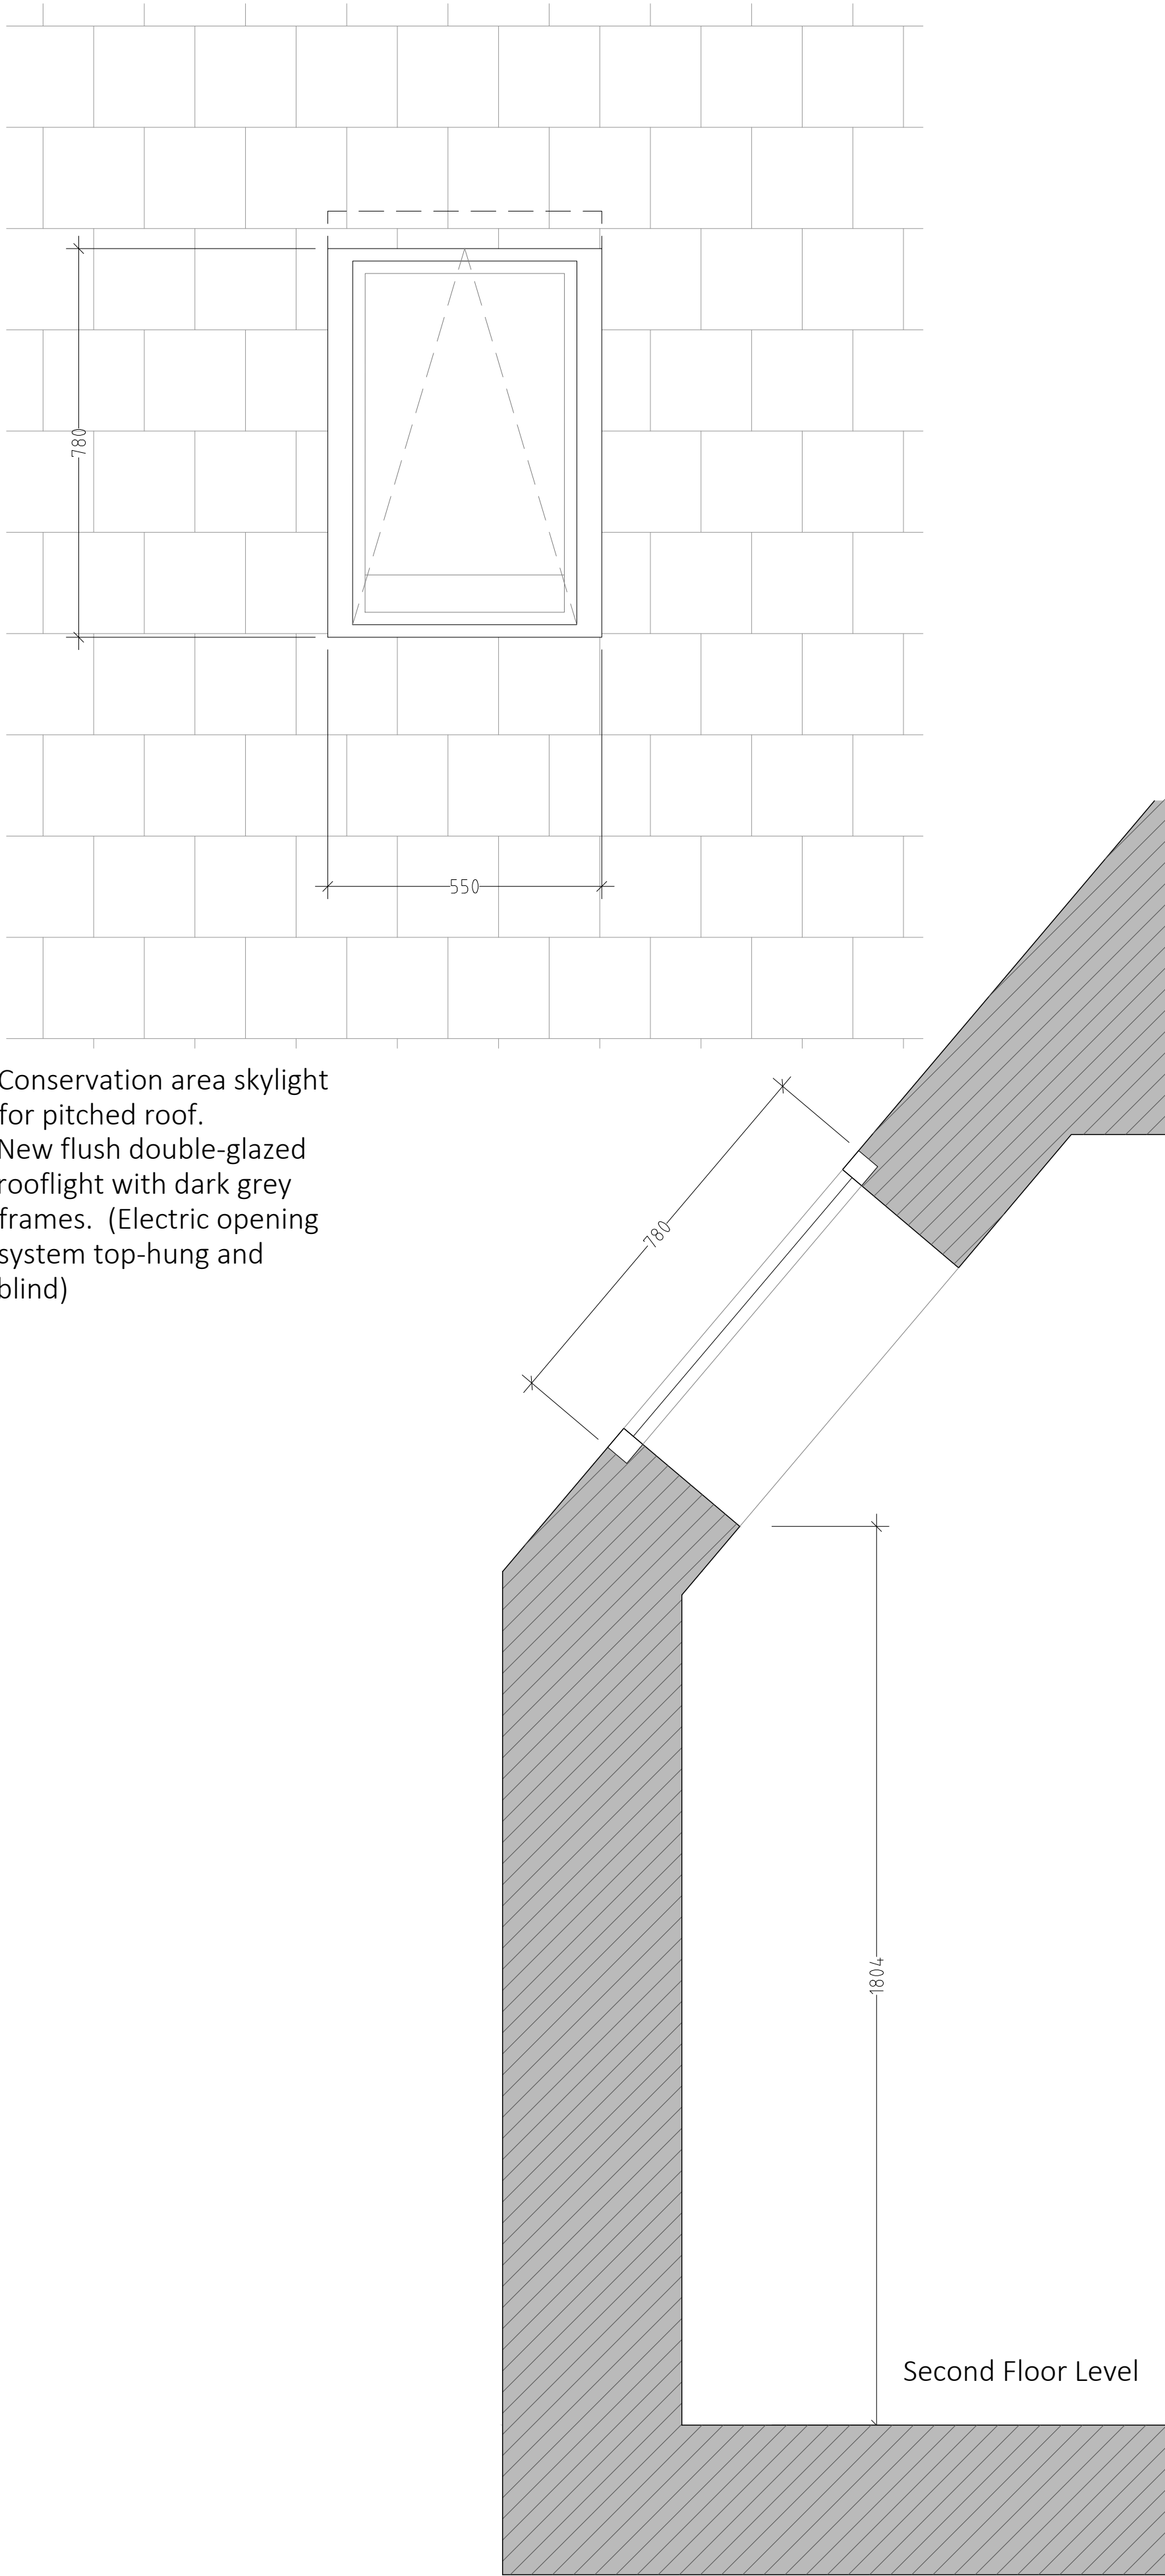 780
550
Conservation area skylight
for pitched roof.
New flush double-glazed
rooflight with dark grey
frames. (Electric opening
system top-hung and
blind)
780
1804
Second Floor Level